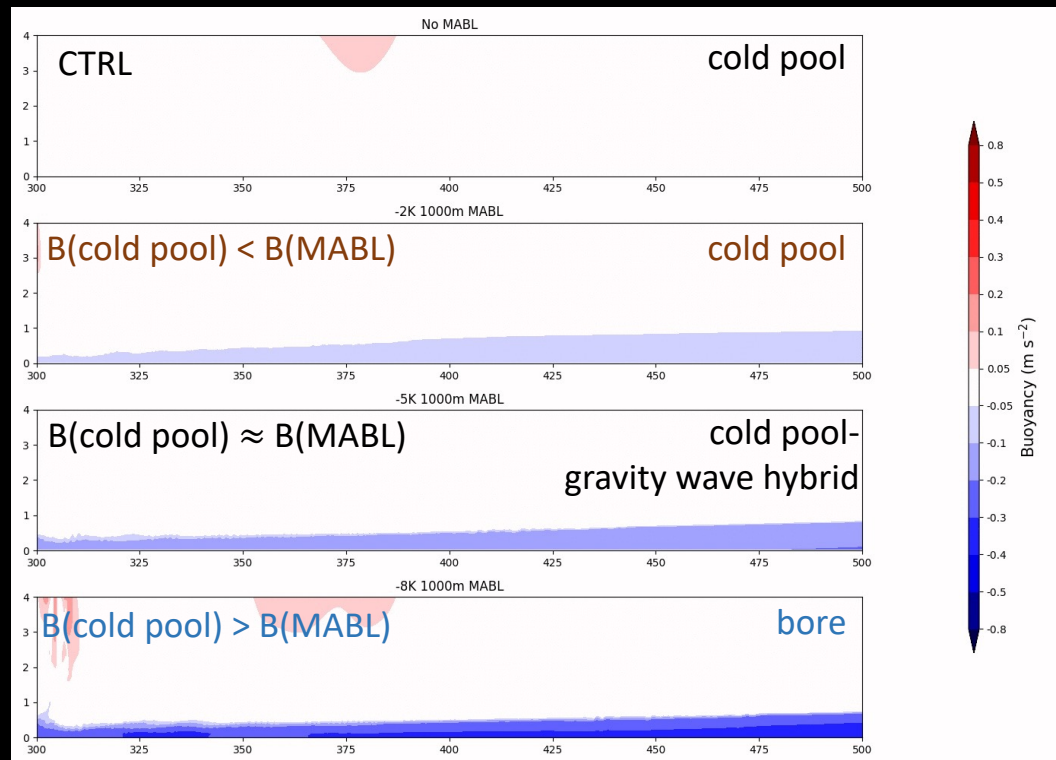 No MABL
CTRL
cold pool
4
3
2
1
0
300 325 350 375 400 425 450 475 500
-2K 1000m MABL
B(cold pool) < B(MABL)
cold pool
4
3
2
1
0
300 325 350 375 400 425 450 475 500
-5K 1000m MABL
B(cold pool) ≈ B(MABL)
cold pool-
gravity wave hybrid
4
3
2
1
0
300 325 350 375 400 425 450 475 500
-8K 1000m MABL
B(cold pool) > B(MABL)
bore
4
3
2
1
0
300 325 350 375 400 425 450 475 500
0.8
0.5
0.4
0.3
0.2
0.1
0.05
-0.05
-0.1
-0.2
-0.3
-0.4
-0.5
-0.8
Buoyancy (m s⁻²)